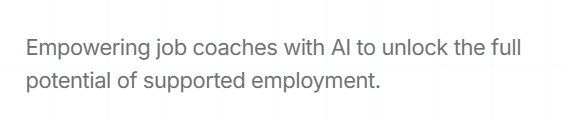 Empowering job coaches with AI to unlock the full
potential of supported employment.